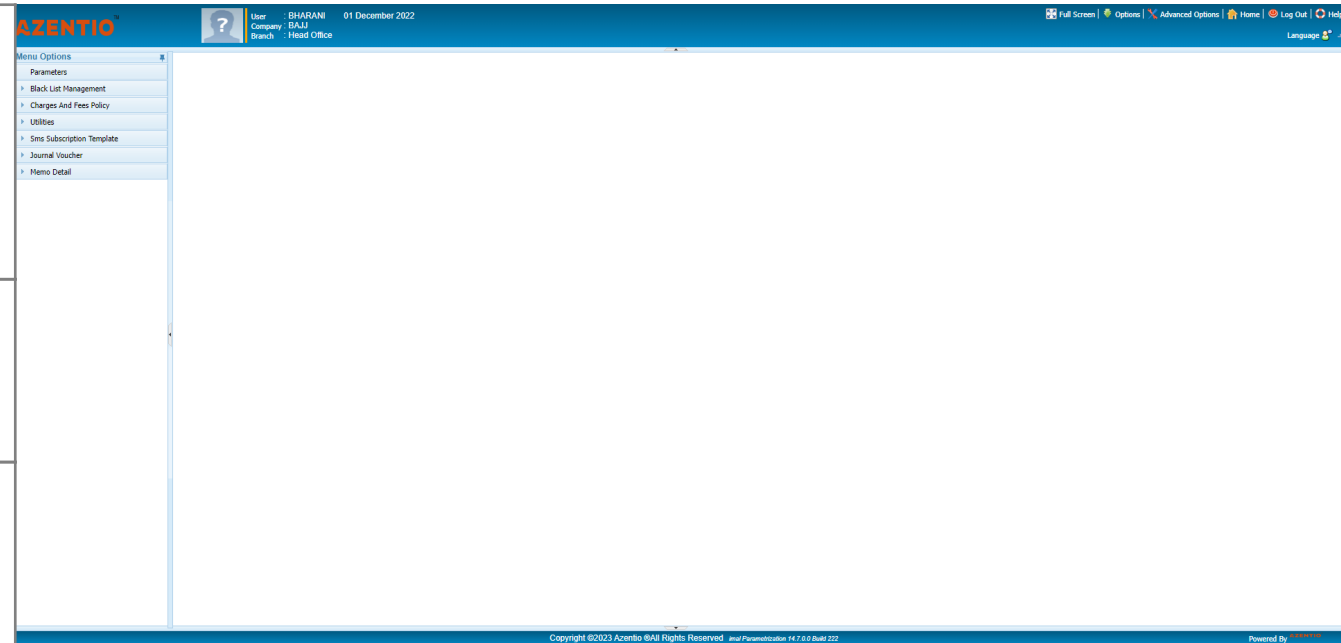 AZENTIO™
User : BHARANI 01 December 2022
Company : BAJJ
Branch : Head Office
Full Screen | Options | Advanced Options | Home | Log Out | Help
Language
Menu Options
Parameters
Black List Management
Charges And Fees Policy
Utilities
Sms Subscription Template
Journal Voucher
Memo Detail
Copyright ©2023 Azentio ®All Rights Reserved imal Parametrization 14.7.0.0 Build 222
Powered By AZENTIO